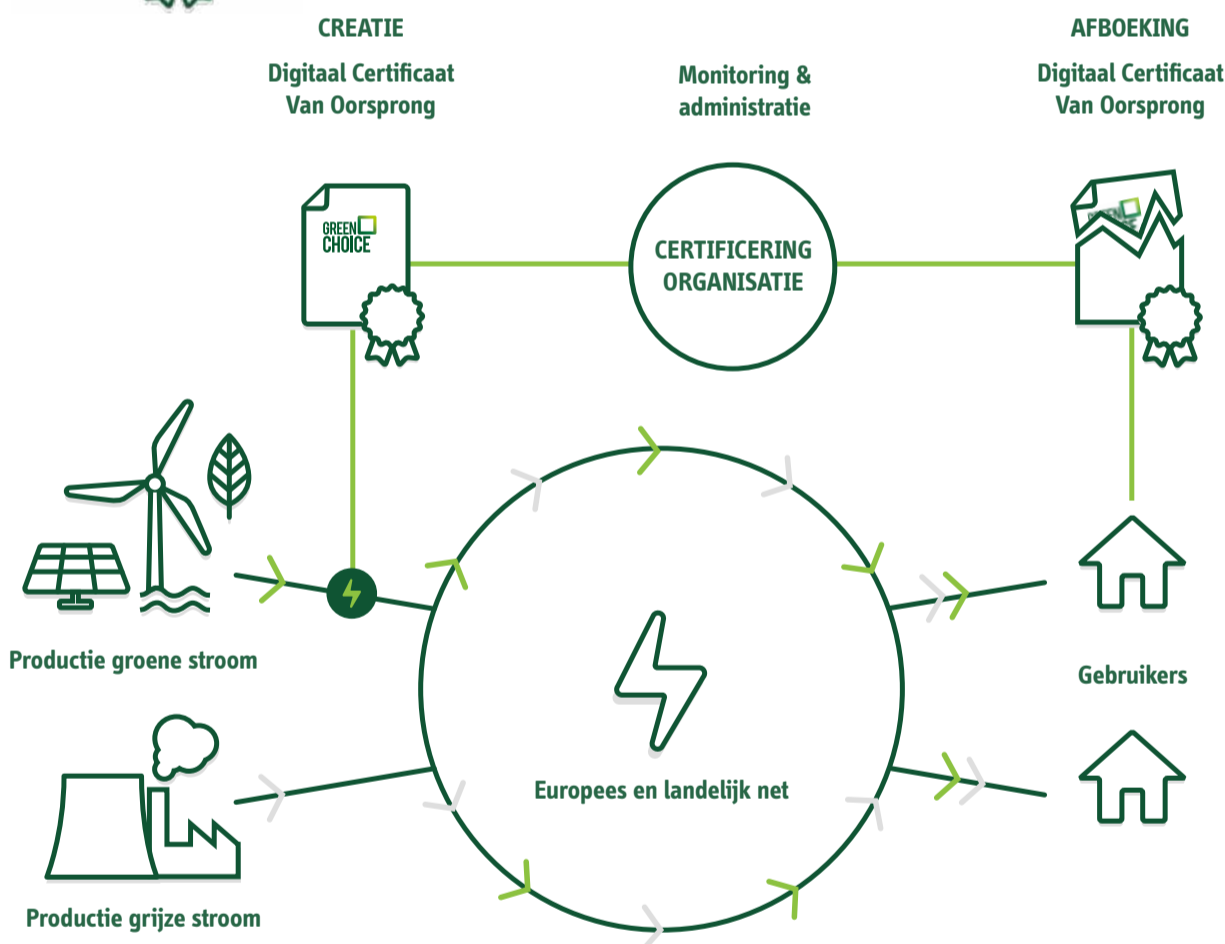 CREATIE
Digitaal Certificaat
Van Oorsprong
Monitoring &
administratie
AFBOEKING
Digitaal Certificaat
Van Oorsprong
GREEN
CHOICE
CERTIFICERING
ORGANISATIE
Productie groene stroom
Gebruikers
Europees en landelijk net
Productie grijze stroom